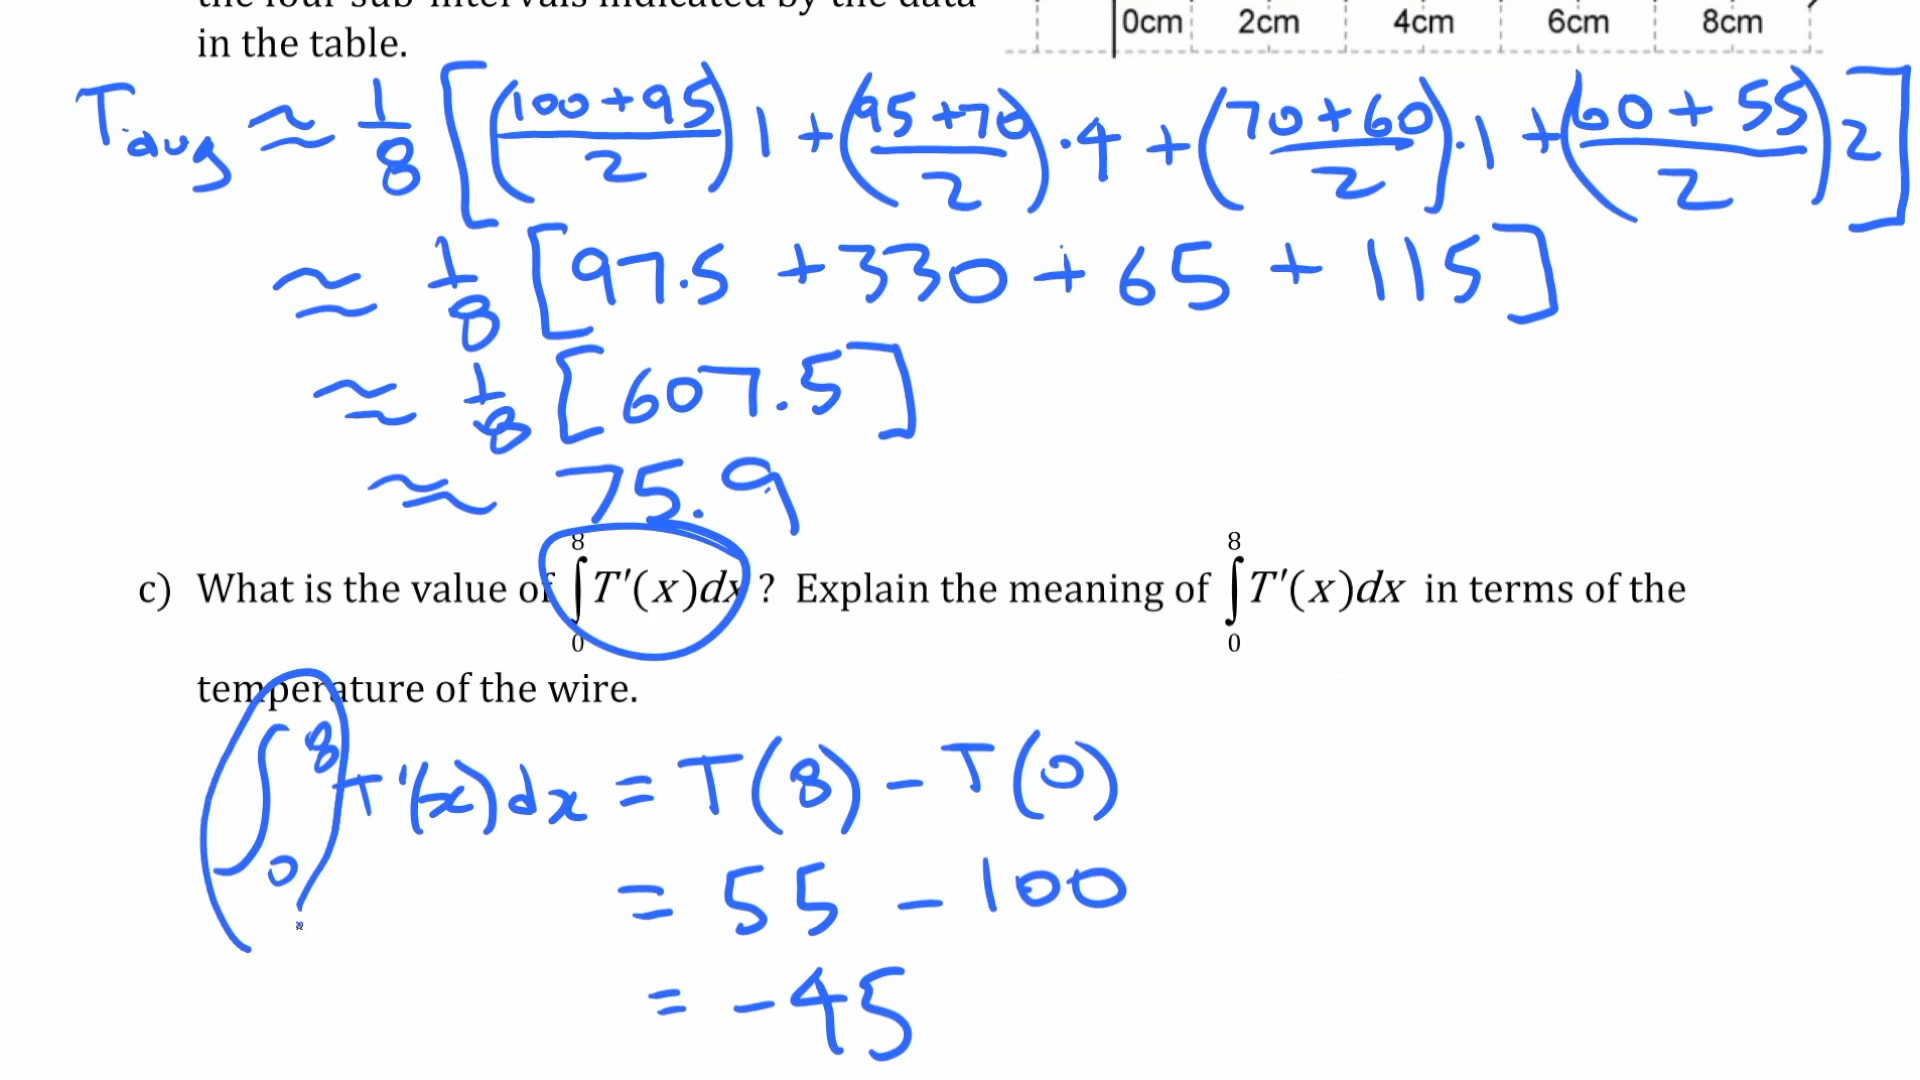 in the table.
0cm 2cm 4cm 6cm 8cm
T_avg ≈ 1/8 [((100+95)/2) 1 + ((95+70)/2)·4 + ((70+60)/2)·1 + ((60+55)/2) 2]
≈ 1/8 [97.5 + 330 + 65 + 115]
≈ 1/8 [607.5]
≈ 75.9
c) What is the value of ∫₀⁸ T′(x)dx ? Explain the meaning of ∫₀⁸ T′(x)dx in terms of the
temperature of the wire.
∫₀⁸ T′(x)dx = T(8) − T(0)
= 55 − 100
= −45